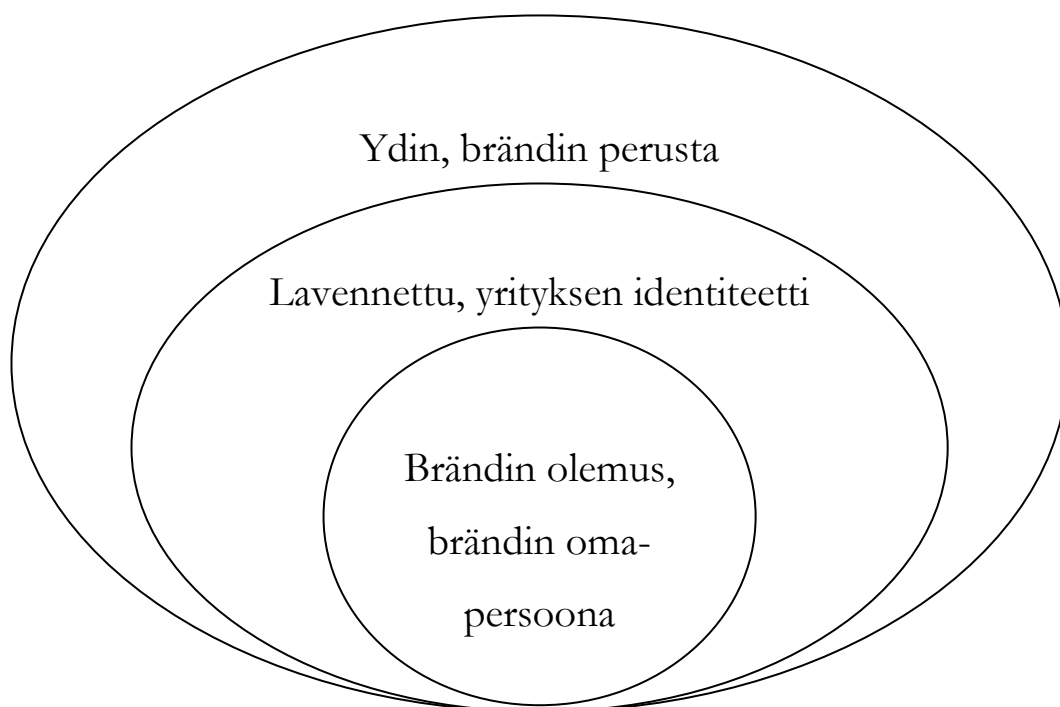 Ydin, brändin perusta
Lavennettu, yrityksen identiteetti
Brändin olemus,
brändin oma-
persoona